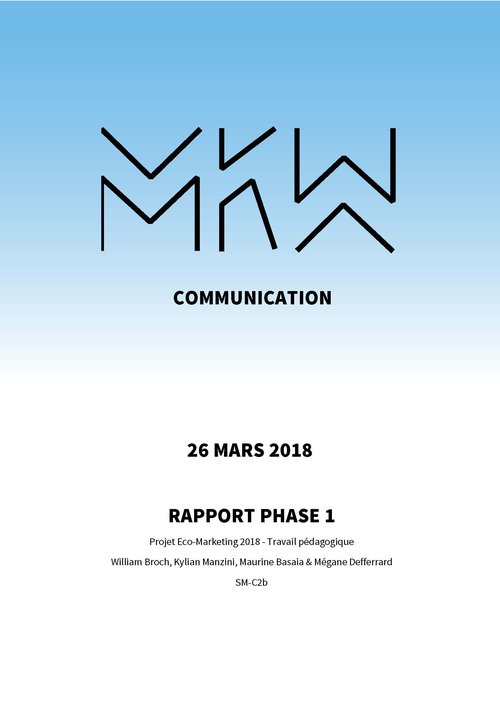 MKW
COMMUNICATION
26 MARS 2018
RAPPORT PHASE 1
Projet Eco-Marketing 2018 - Travail pédagogique
William Broch, Kylian Manzini, Maurine Basaia & Mégane Defferrard
SM-C2b